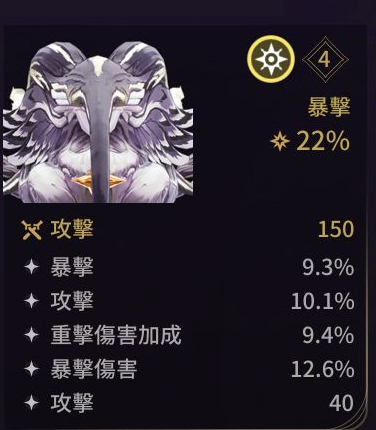 4
暴擊
22%
攻擊 150
暴擊 9.3%
攻擊 10.1%
重擊傷害加成 9.4%
暴擊傷害 12.6%
攻擊 40